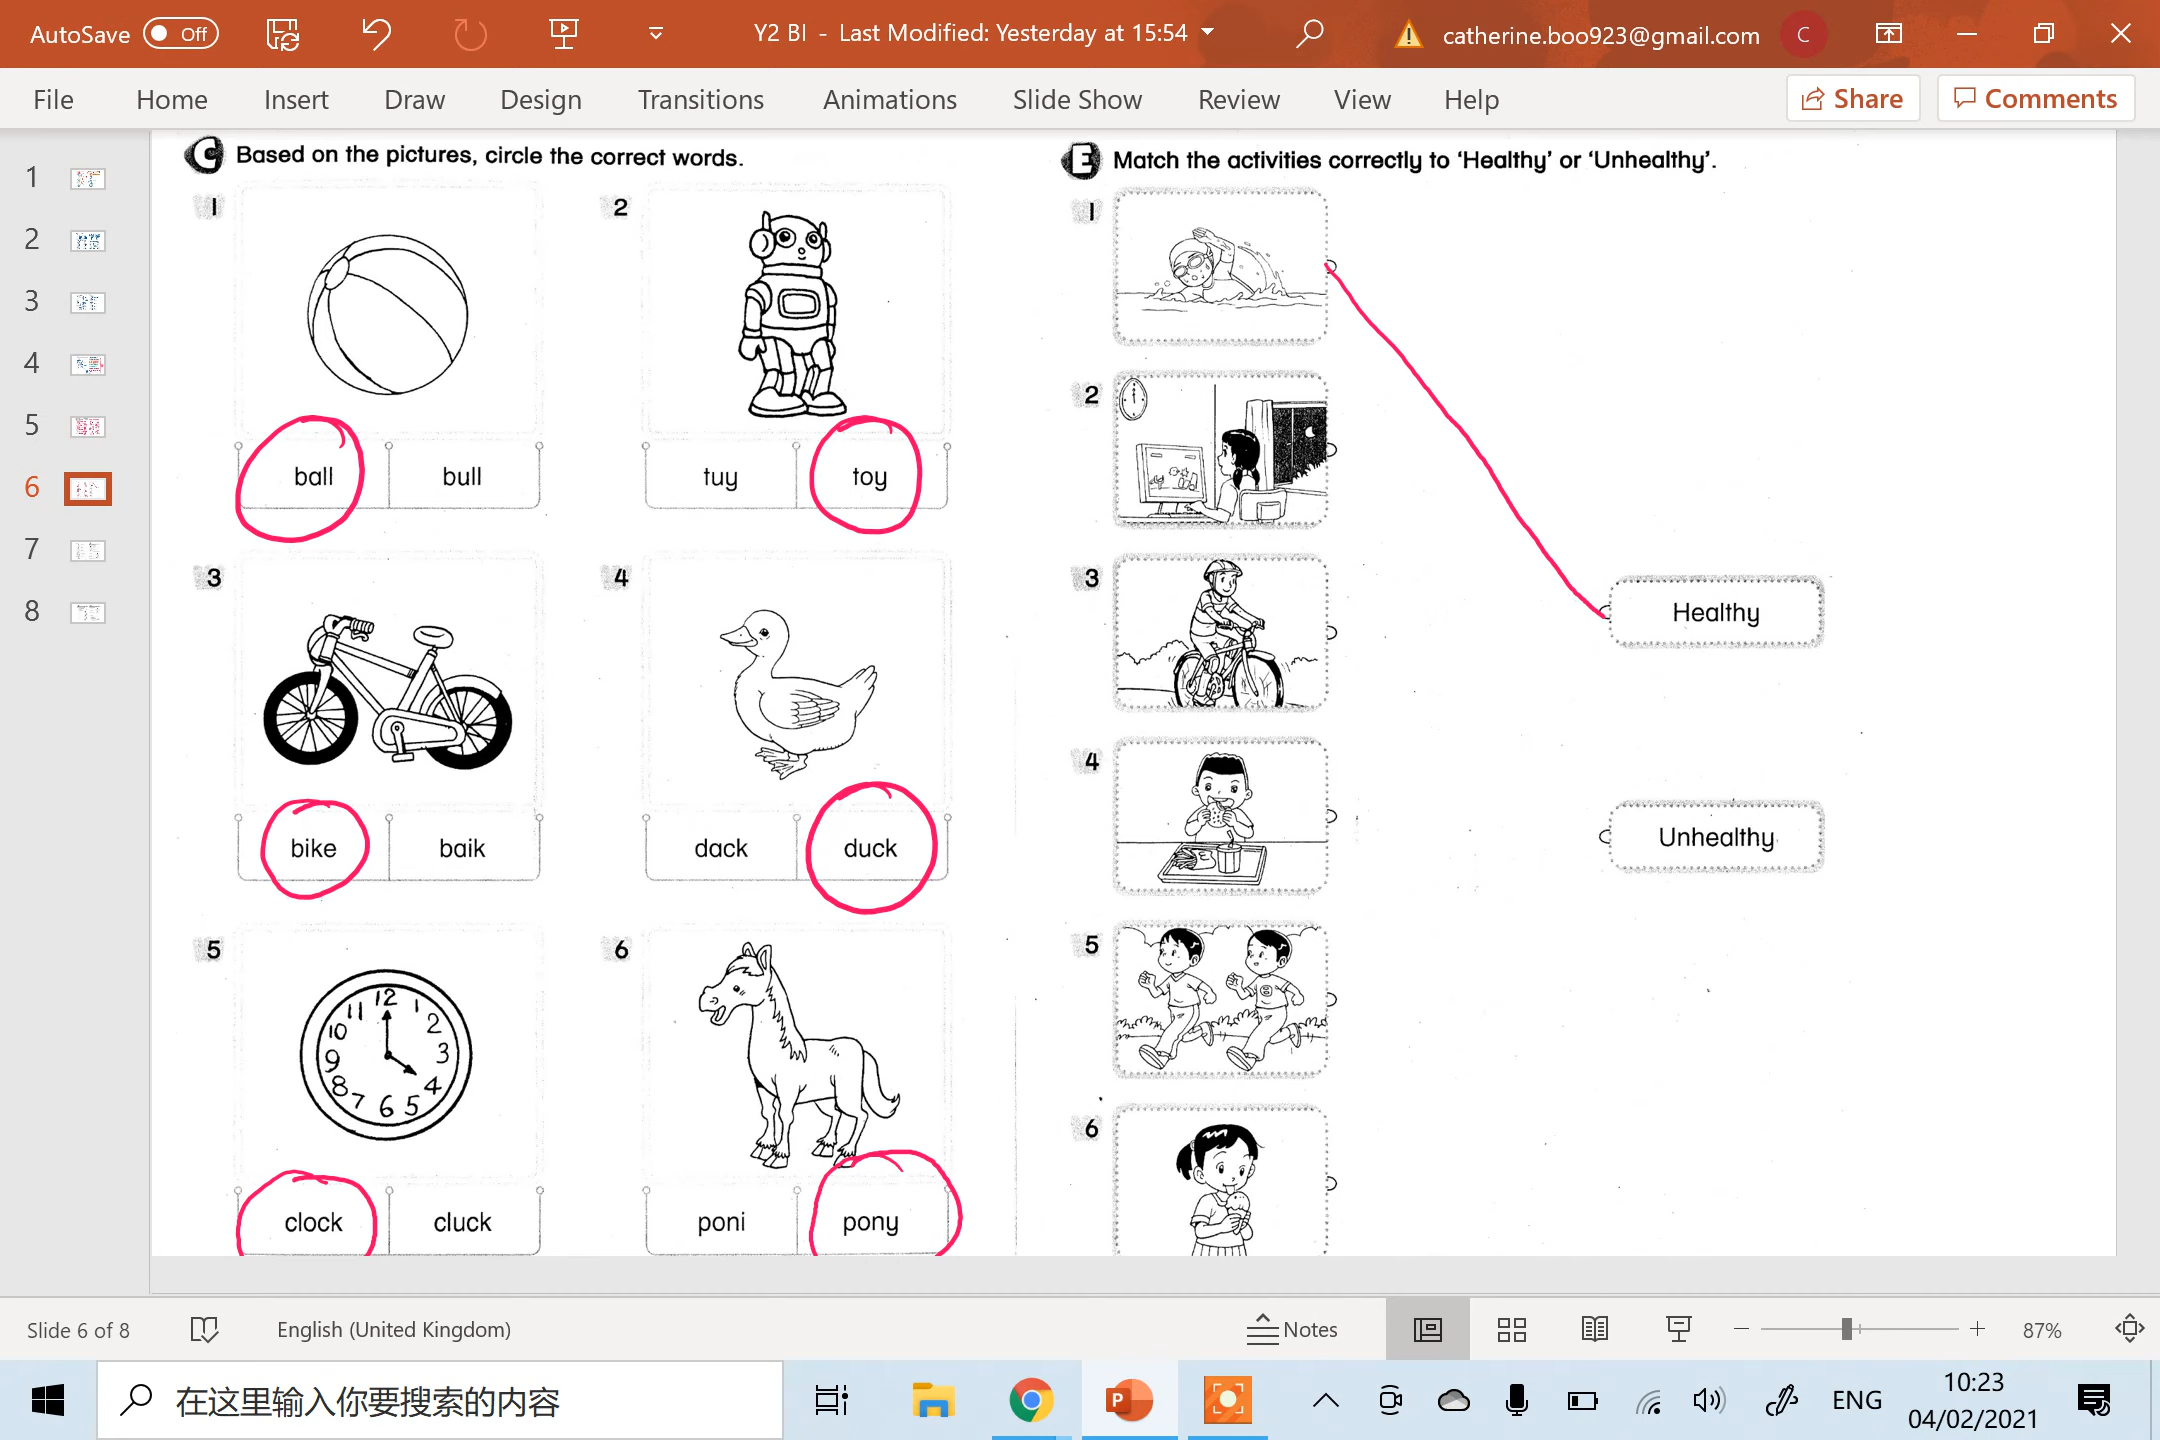 AutoSave Off Y2 BI - Last Modified: Yesterday at 15:54 catherine.boo923@gmail.com C
File Home Insert Draw Design Transitions Animations Slide Show Review View Help Share Comments
1
2
3
4
5
6
7
8
C Based on the pictures, circle the correct words.
1
ball bull
2
tuy toy
3
bike baik
4
dack duck
5
12 1 2 3 4 5 6 7 8 9 10 11
clock cluck
6
poni pony
E Match the activities correctly to ‘Healthy’ or ‘Unhealthy’.
1
2
3
4
5
6
Healthy
Unhealthy
Slide 6 of 8 English (United Kingdom) Notes 87%
在这里输入你要搜索的内容 P ENG 10:23
04/02/2021